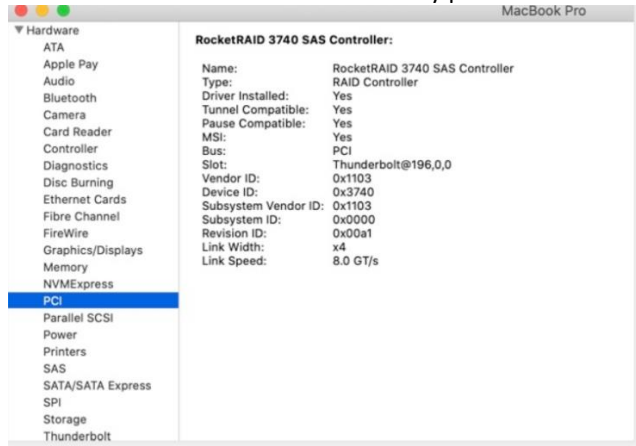 MacBook Pro
Hardware
ATA
Apple Pay
Audio
Bluetooth
Camera
Card Reader
Controller
Diagnostics
Disc Burning
Ethernet Cards
Fibre Channel
FireWire
Graphics/Displays
Memory
NVMExpress
PCI
Parallel SCSI
Power
Printers
SAS
SATA/SATA Express
SPI
Storage
Thunderbolt
RocketRAID 3740 SAS Controller:
Name: RocketRAID 3740 SAS Controller
Type: RAID Controller
Driver Installed: Yes
Tunnel Compatible: Yes
Pause Compatible: Yes
MSI: Yes
Bus: PCI
Slot: Thunderbolt@196,0,0
Vendor ID: 0x1103
Device ID: 0x3740
Subsystem Vendor ID: 0x1103
Subsystem ID: 0x0000
Revision ID: 0x00a1
Link Width: x4
Link Speed: 8.0 GT/s